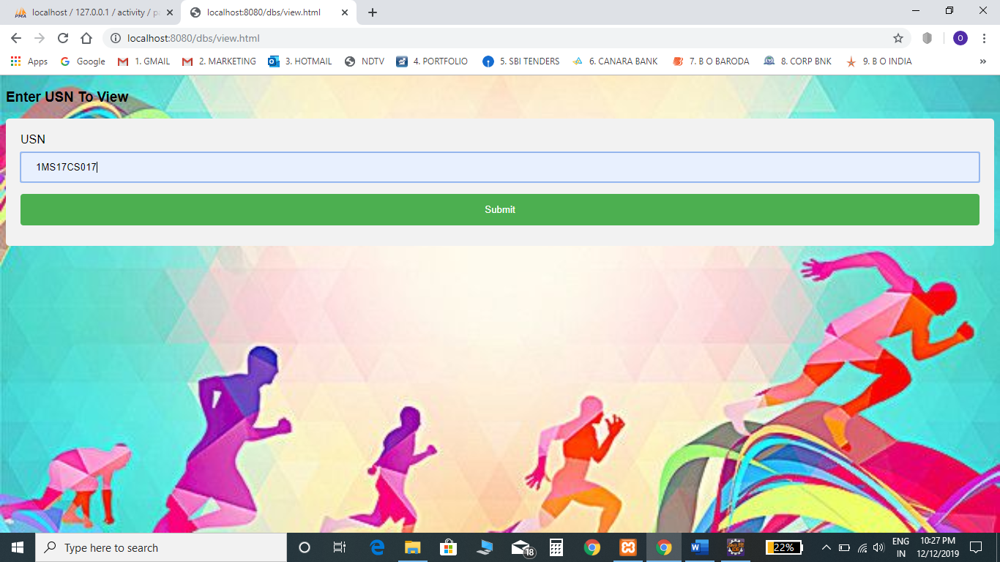 localhost / 127.0.0.1 / activity / p
localhost:8080/dbs/view.html
localhost:8080/dbs/view.html
Apps Google 1. GMAIL 2. MARKETING 3. HOTMAIL NDTV 4. PORTFOLIO 5. SBI TENDERS 6. CANARA BANK 7. B O BARODA 8. CORP BNK 9. B O INDIA »
Enter USN To View
USN
1MS17CS017
Submit
Type here to search
18
22%
ENG
IN
10:27 PM
12/12/2019